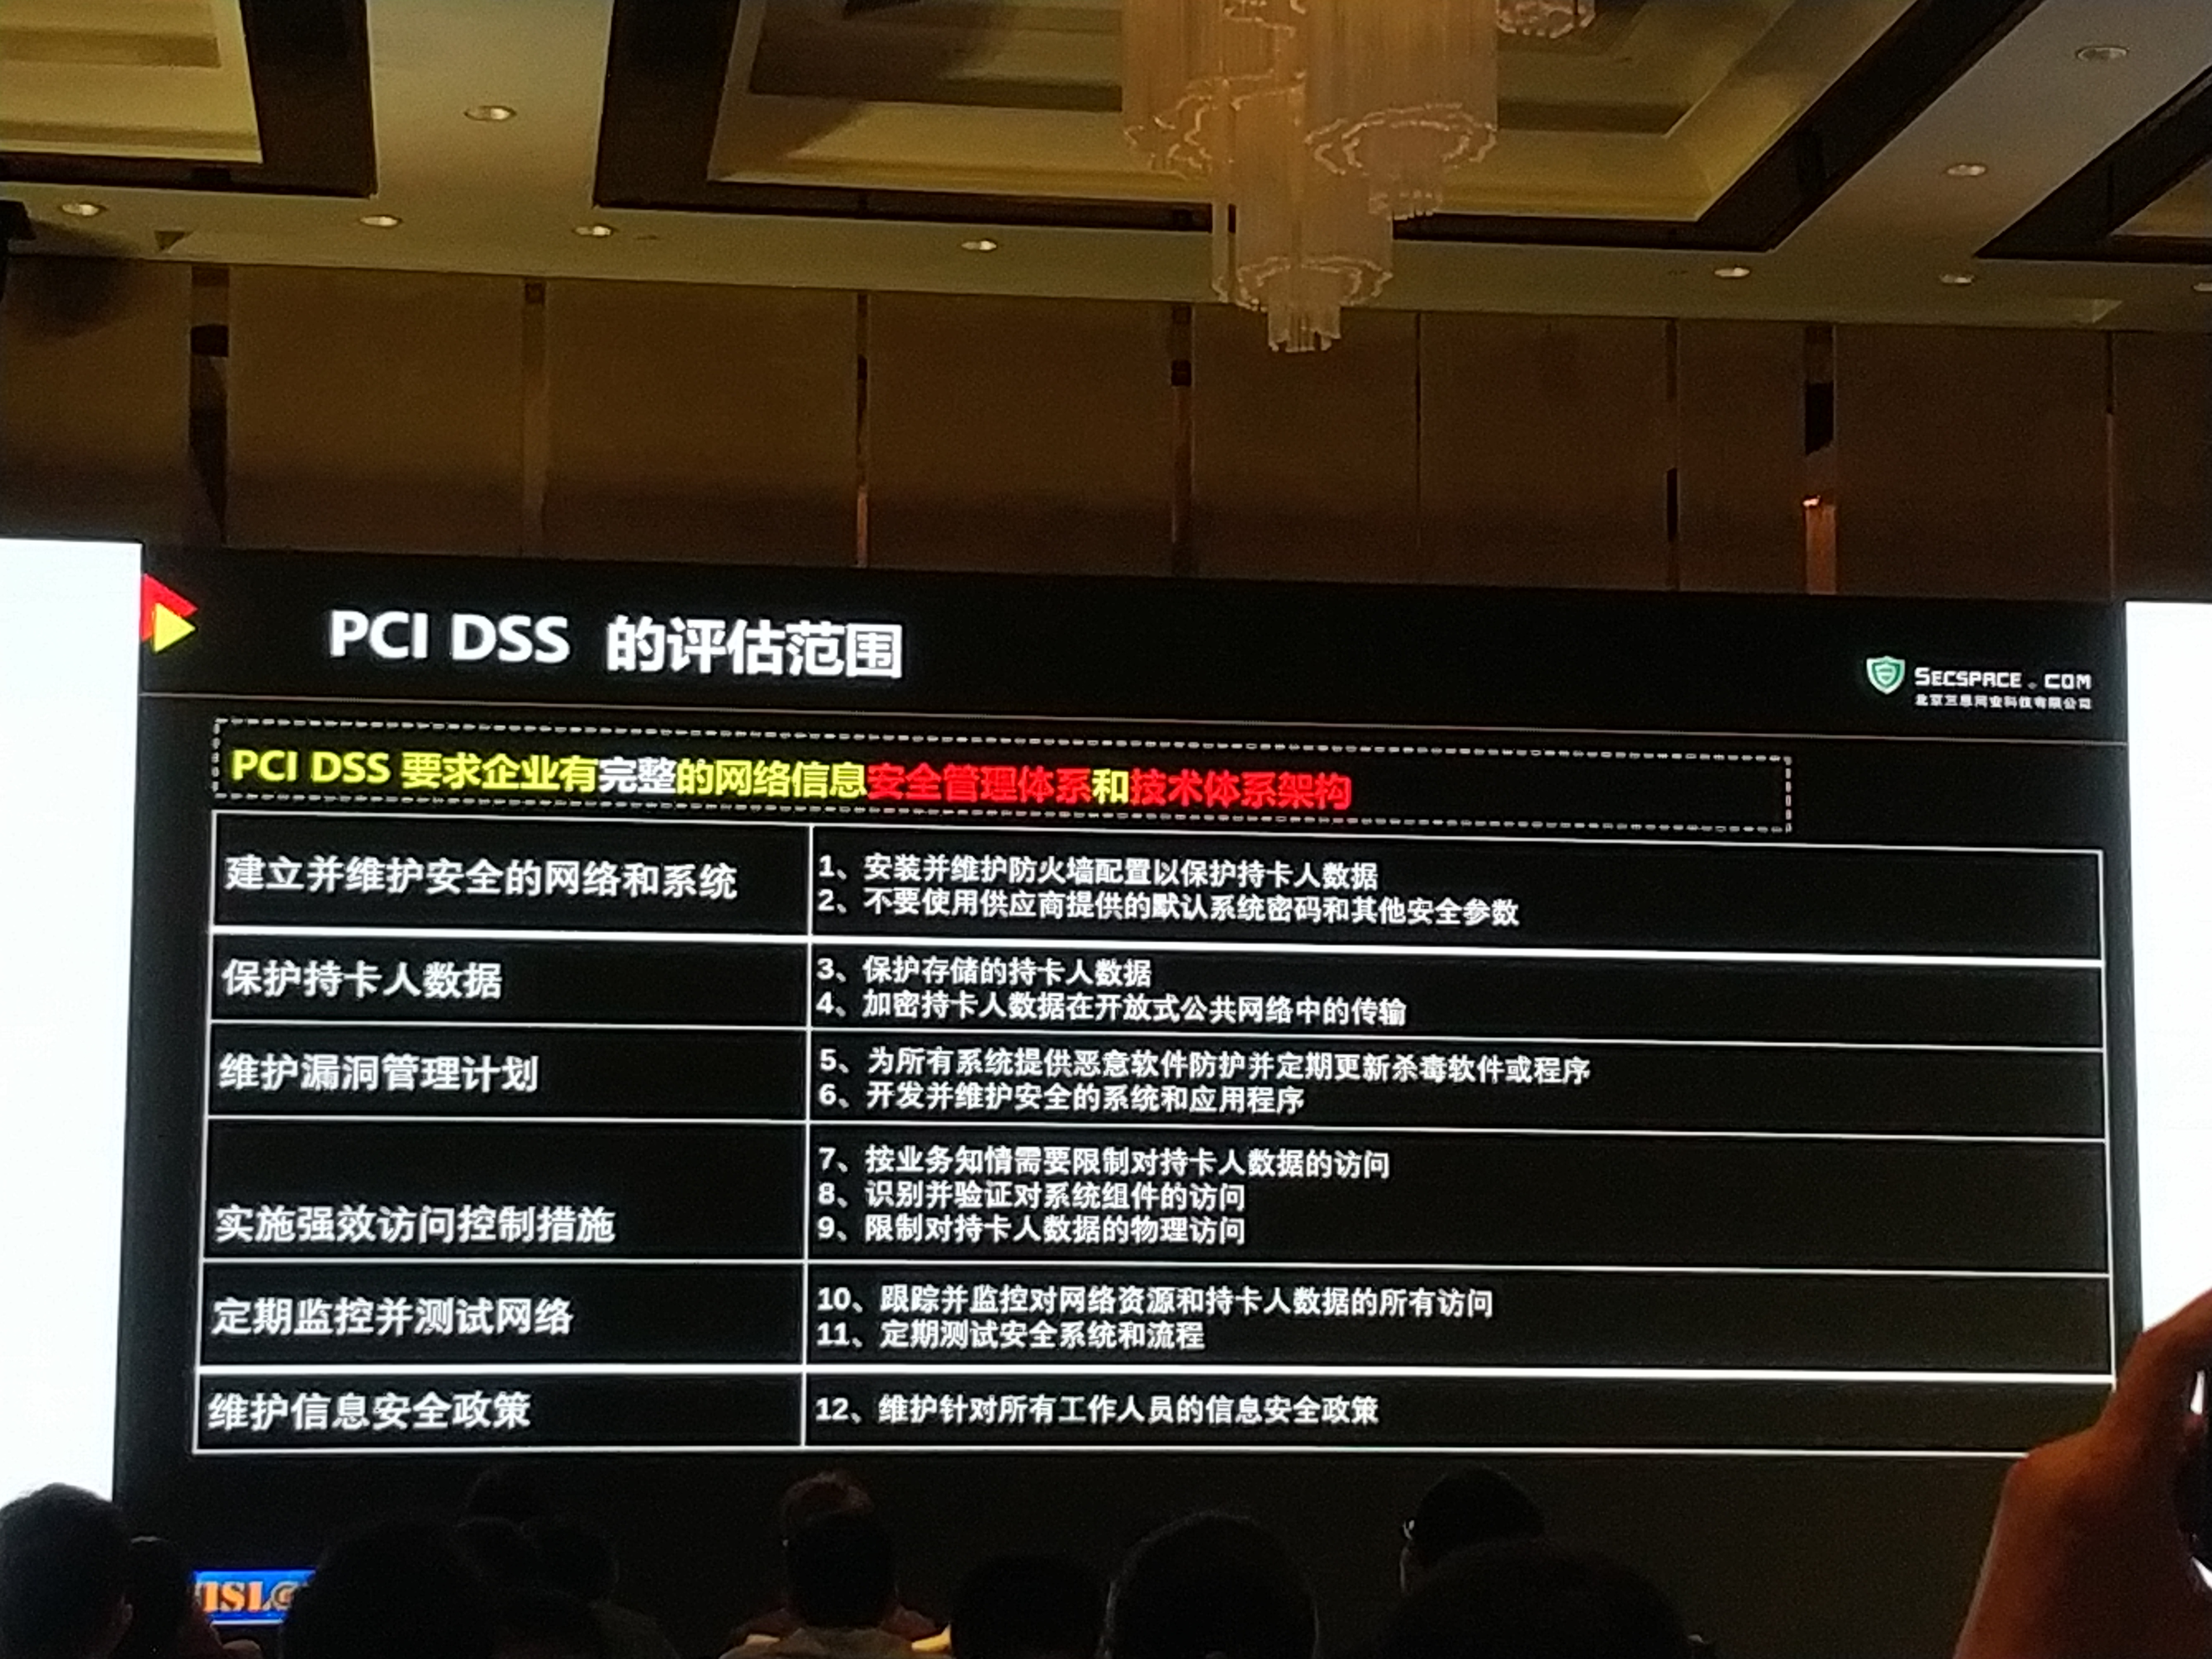 PCI DSS 的评估范围
SECSPACE.COM
北京三思网安科技有限公司
PCI DSS 要求企业有完整的网络信息安全管理体系和技术体系架构
建立并维护安全的网络和系统
1、安装并维护防火墙配置以保护持卡人数据
2、不要使用供应商提供的默认系统密码和其他安全参数
保护持卡人数据
3、保护存储的持卡人数据
4、加密持卡人数据在开放式公共网络中的传输
维护漏洞管理计划
5、为所有系统提供恶意软件防护并定期更新杀毒软件或程序
6、开发并维护安全的系统和应用程序
实施强效访问控制措施
7、按业务知情需要限制对持卡人数据的访问
8、识别并验证对系统组件的访问
9、限制对持卡人数据的物理访问
定期监控并测试网络
10、跟踪并监控对网络资源和持卡人数据的所有访问
11、定期测试安全系统和流程
维护信息安全政策
12、维护针对所有工作人员的信息安全政策